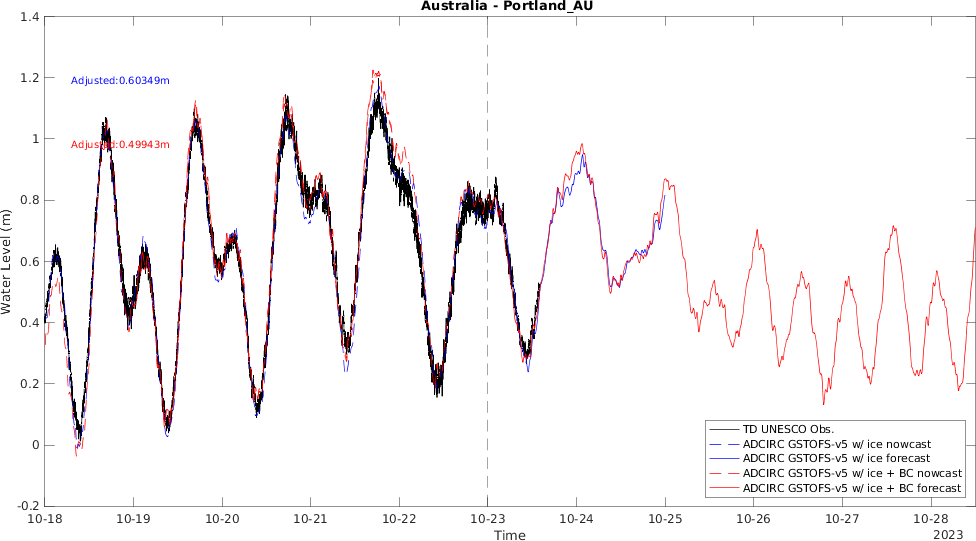 Australia - Portland_AU
1.4
1.2
1
0.8
0.6
0.4
0.2
0
-0.2
Water Level (m)
Adjusted:0.60349m
Adjusted:0.49943m
TD UNESCO Obs.
ADCIRC GSTOFS-v5 w/ ice nowcast
ADCIRC GSTOFS-v5 w/ ice forecast
ADCIRC GSTOFS-v5 w/ ice + BC nowcast
ADCIRC GSTOFS-v5 w/ ice + BC forecast
10-18 10-19 10-20 10-21 10-22 10-23 10-24 10-25 10-26 10-27 10-28
Time
2023